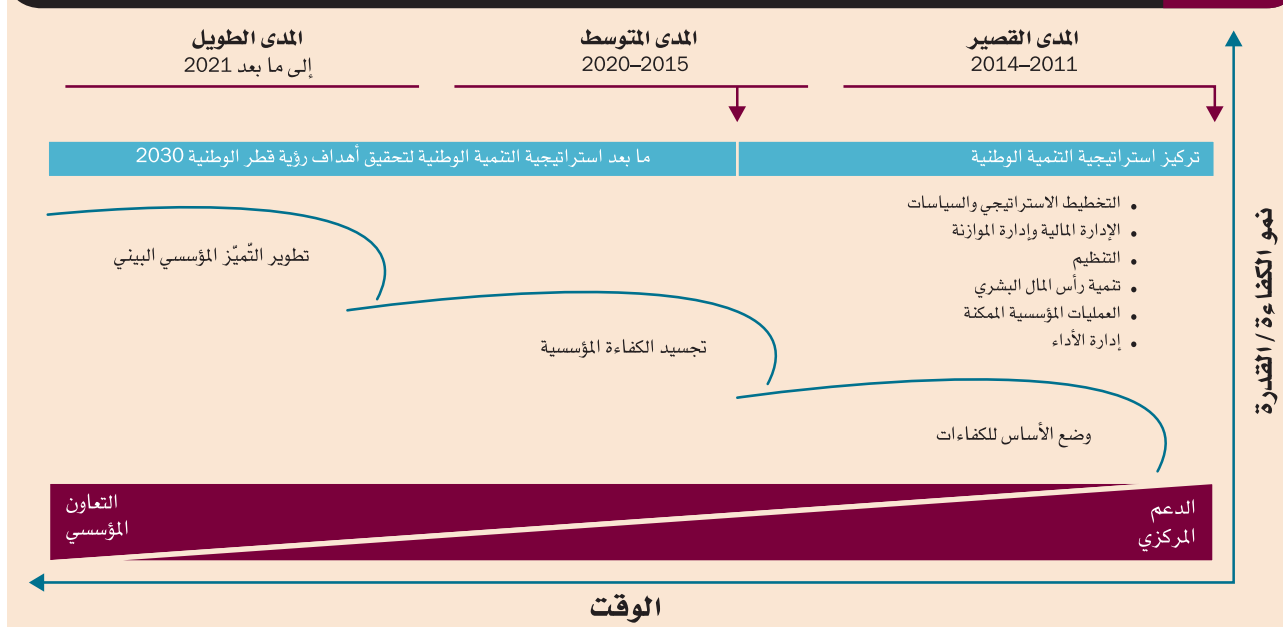 المدى القصير
2011–2014
المدى المتوسط
2015–2020
المدى الطويل
إلى ما بعد 2021
تركيز استراتيجية التنمية الوطنية
ما بعد استراتيجية التنمية الوطنية لتحقيق أهداف رؤية قطر الوطنية 2030
• التخطيط الاستراتيجي والسياسات
• الإدارة المالية وإدارة الموازنة
• التنظيم
• تنمية رأس المال البشري
• العمليات المؤسسية الممكنة
• إدارة الأداء
تطوير التّميّز المؤسسي البيني
تجسيد الكفاءة المؤسسية
وضع الأساس للكفاءات
الدعم
المركزي
التعاون
المؤسسي
نمو الكفاءة / القدرة
الوقت